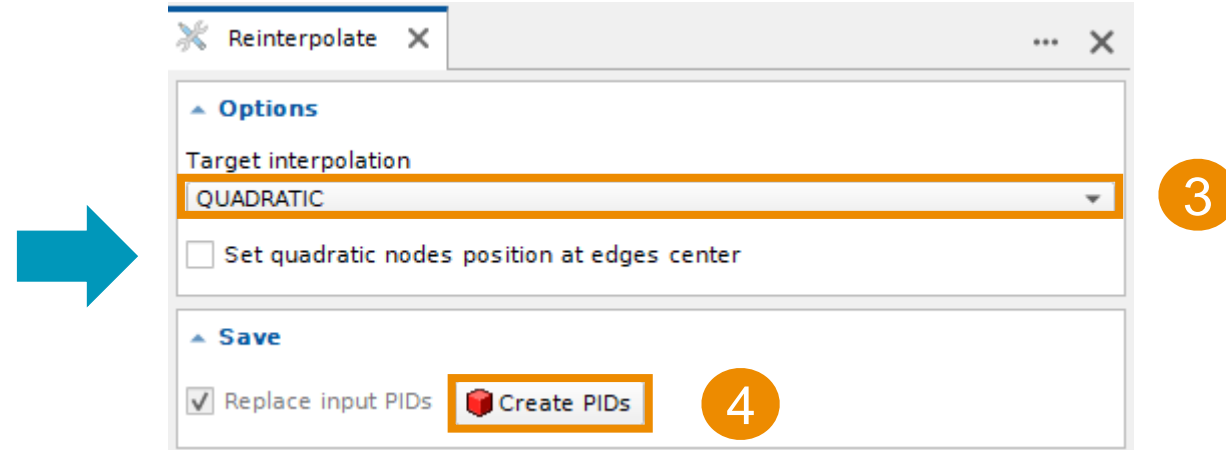 Reinterpolate
Options
Target interpolation
QUADRATIC
3
Set quadratic nodes position at edges center
Save
Replace input PIDs Create PIDs
4